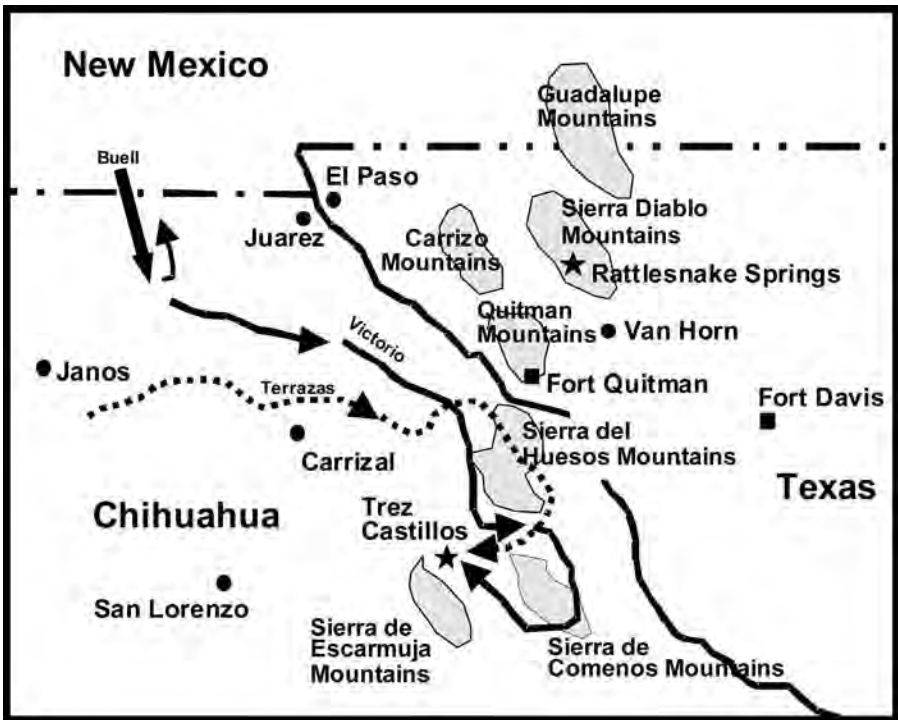 New Mexico
Guadalupe
Mountains
Buell
El Paso
Juarez
Carrizo
Mountains
Sierra Diablo
Mountains
Rattlesnake Springs
Quitman
Mountains
Victorio
Van Horn
Janos
Terrazas
Fort Quitman
Fort Davis
Carrizal
Sierra del
Huesos Mountains
Texas
Chihuahua
Trez
Castillos
San Lorenzo
Sierra de
Escarmuja
Mountains
Sierra de
Comenos Mountains